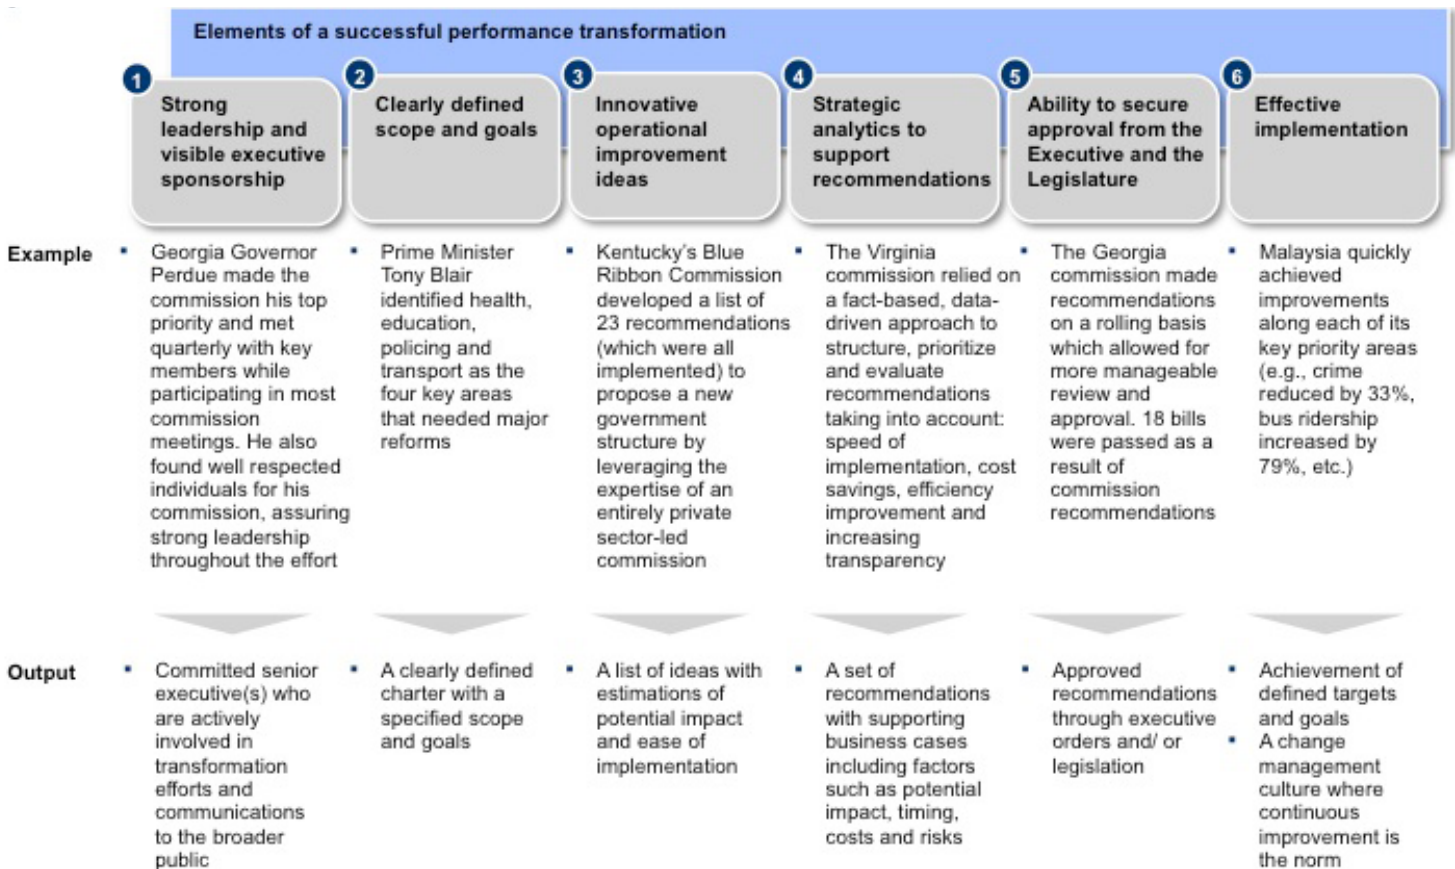 Elements of a successful performance transformation
1
Strong
leadership and
visible executive
sponsorship
2
Clearly defined
scope and goals
3
Innovative
operational
improvement
ideas
4
Strategic
analytics to
support
recommendations
5
Ability to secure
approval from the
Executive and the
Legislature
6
Effective
implementation
Example
▪ Georgia Governor
Perdue made the
commission his top
priority and met
quarterly with key
members while
participating in most
commission
meetings. He also
found well respected
individuals for his
commission, assuring
strong leadership
throughout the effort
▪ Prime Minister
Tony Blair
identified health,
education,
policing and
transport as the
four key areas
that needed major
reforms
▪ Kentucky's Blue
Ribbon Commission
developed a list of
23 recommendations
(which were all
implemented) to
propose a new
government
structure by
leveraging the
expertise of an
entirely private
sector-led
commission
▪ The Virginia
commission relied on
a fact-based, data-
driven approach to
structure, prioritize
and evaluate
recommendations
taking into account:
speed of
implementation, cost
savings, efficiency
improvement and
increasing
transparency
▪ The Georgia
commission made
recommendations
on a rolling basis
which allowed for
more manageable
review and
approval. 18 bills
were passed as a
result of
commission
recommendations
▪ Malaysia quickly
achieved
improvements
along each of its
key priority areas
(e.g., crime
reduced by 33%,
bus ridership
increased by
79%, etc.)
Output
▪ Committed senior
executive(s) who
are actively
involved in
transformation
efforts and
communications
to the broader
public
▪ A clearly defined
charter with a
specified scope
and goals
▪ A list of ideas with
estimations of
potential impact
and ease of
implementation
▪ A set of
recommendations
with supporting
business cases
including factors
such as potential
impact, timing,
costs and risks
▪ Approved
recommendations
through executive
orders and/ or
legislation
▪ Achievement of
defined targets
and goals
▪ A change
management
culture where
continuous
improvement is
the norm